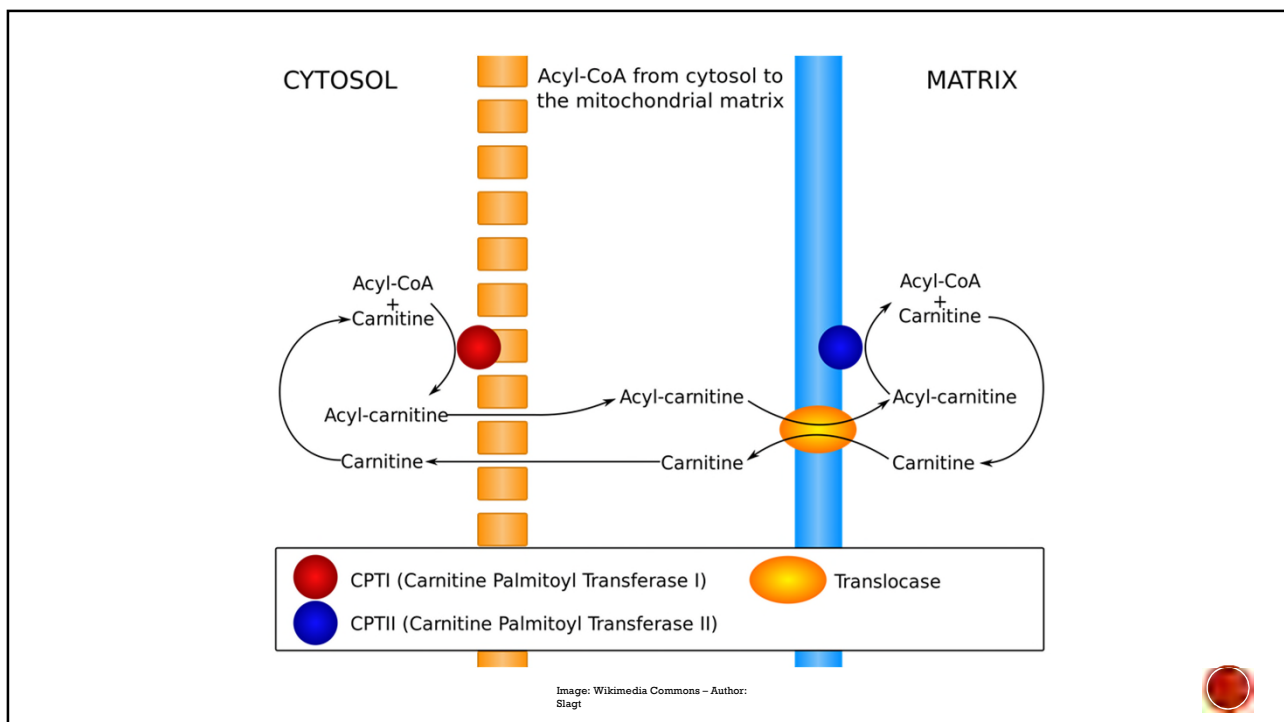 CYTOSOL
Acyl-CoA from cytosol to
the mitochondrial matrix
MATRIX
Acyl-CoA
+
Carnitine
Acyl-carnitine
Carnitine
Acyl-carnitine
Carnitine
Acyl-CoA
+
Carnitine
Acyl-carnitine
Carnitine
CPTI (Carnitine Palmitoyl Transferase I)
Translocase
CPTII (Carnitine Palmitoyl Transferase II)
Image: Wikimedia Commons – Author:
Slagt